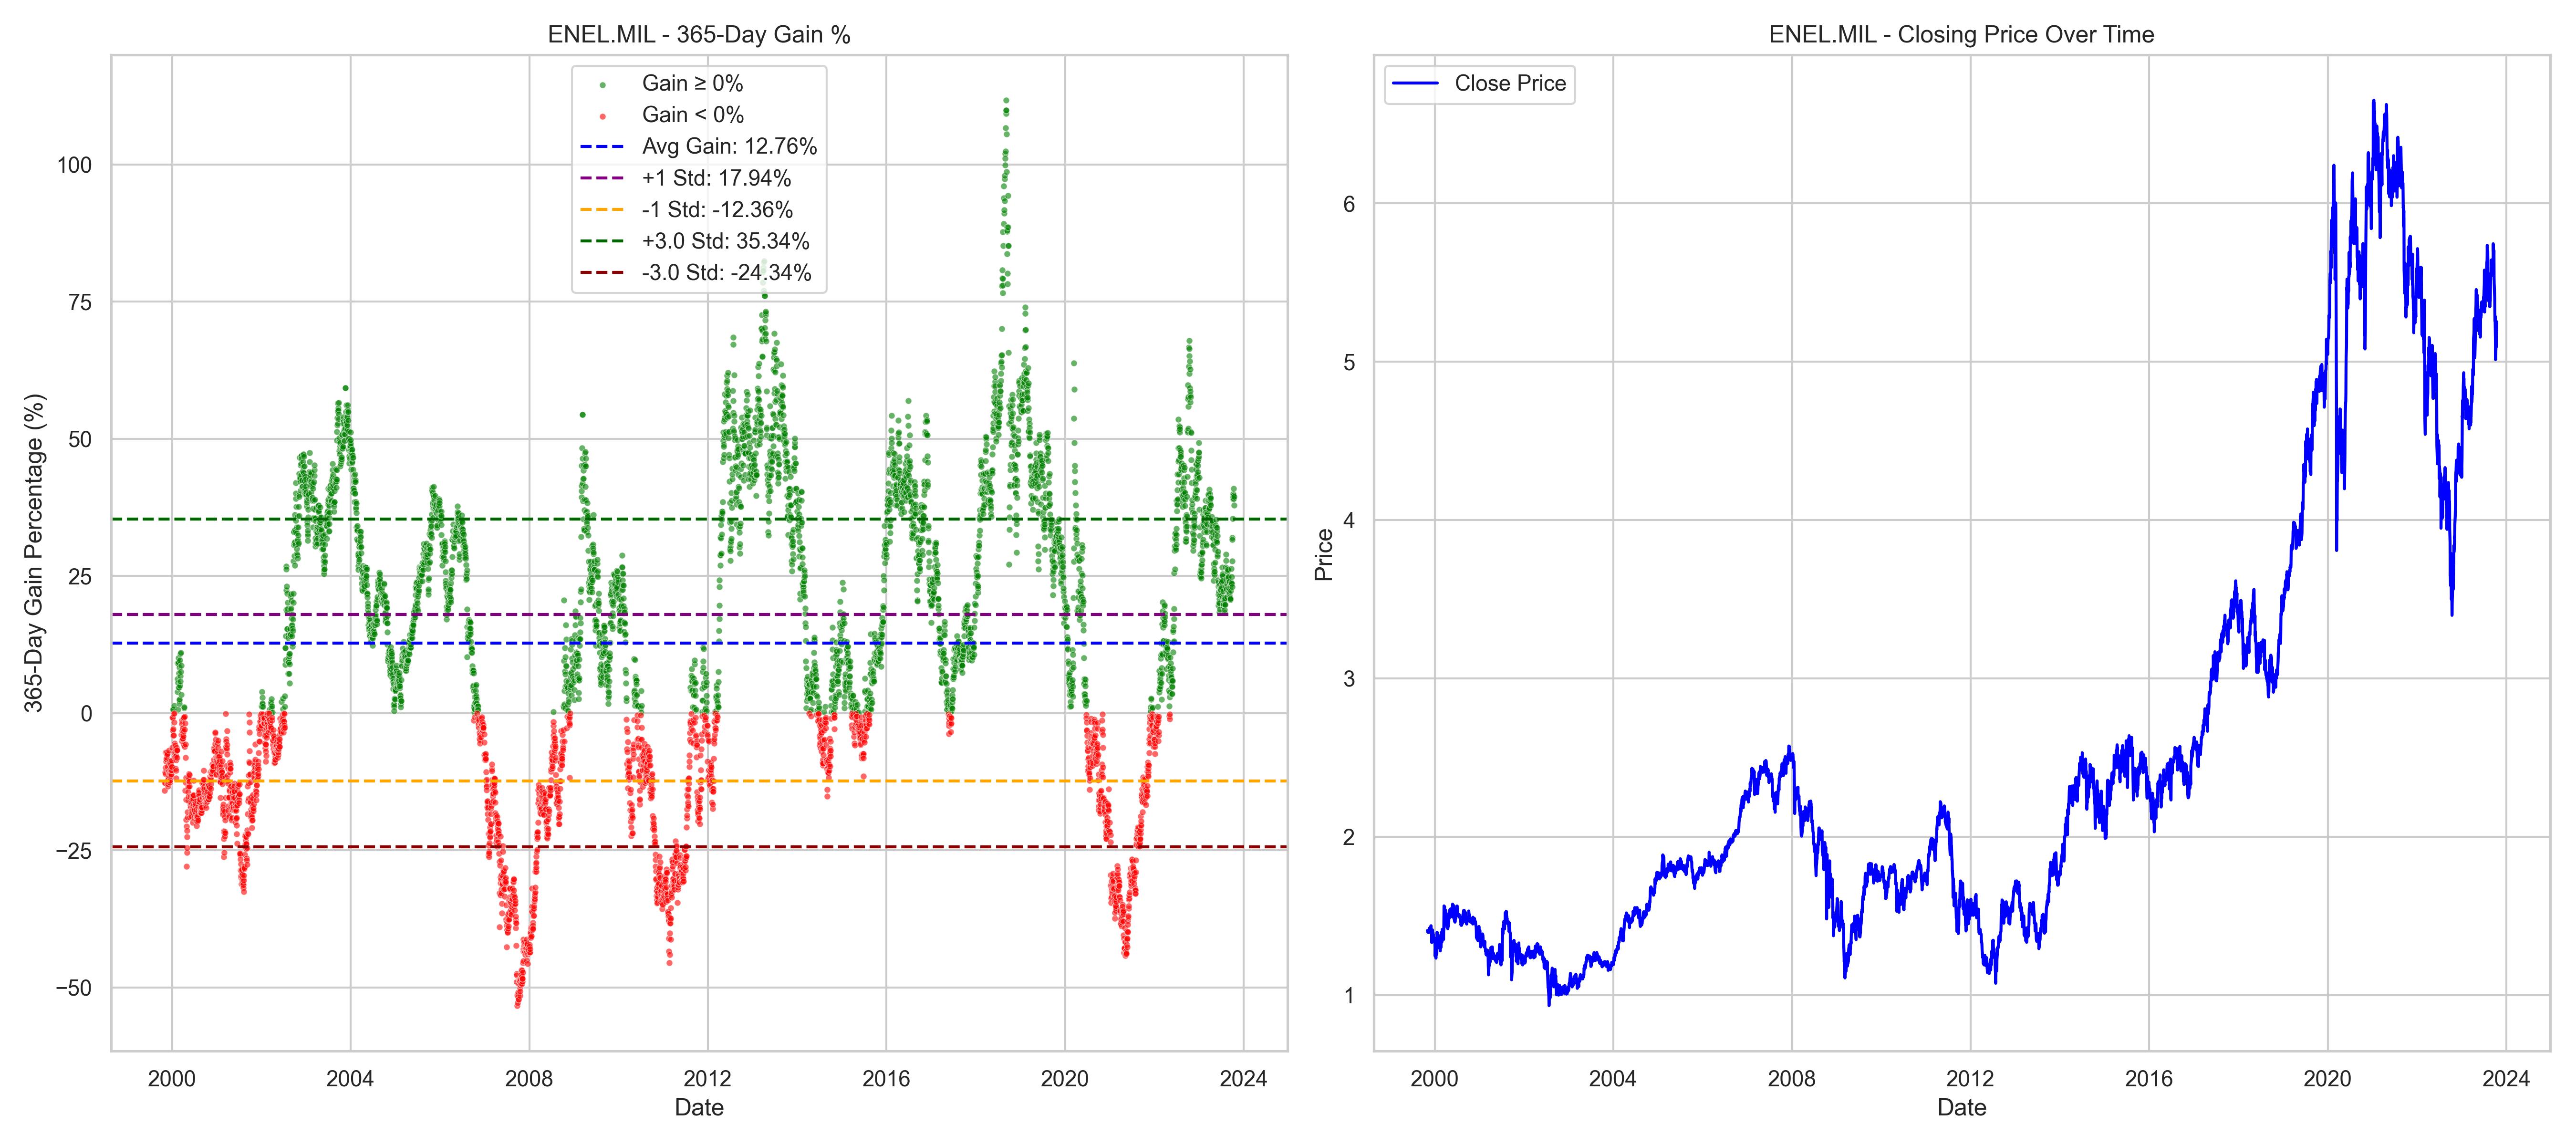 ENEL.MIL - 365-Day Gain %
Gain ≥ 0%
Gain < 0%
Avg Gain: 12.76%
+1 Std: 17.94%
-1 Std: -12.36%
+3.0 Std: 35.34%
-3.0 Std: -24.34%
365-Day Gain Percentage (%)
100
75
50
25
0
−25
−50
2000
2004
2008
2012
2016
2020
2024
Date
ENEL.MIL - Closing Price Over Time
Close Price
Price
6
5
4
3
2
1
2000
2004
2008
2012
2016
2020
2024
Date